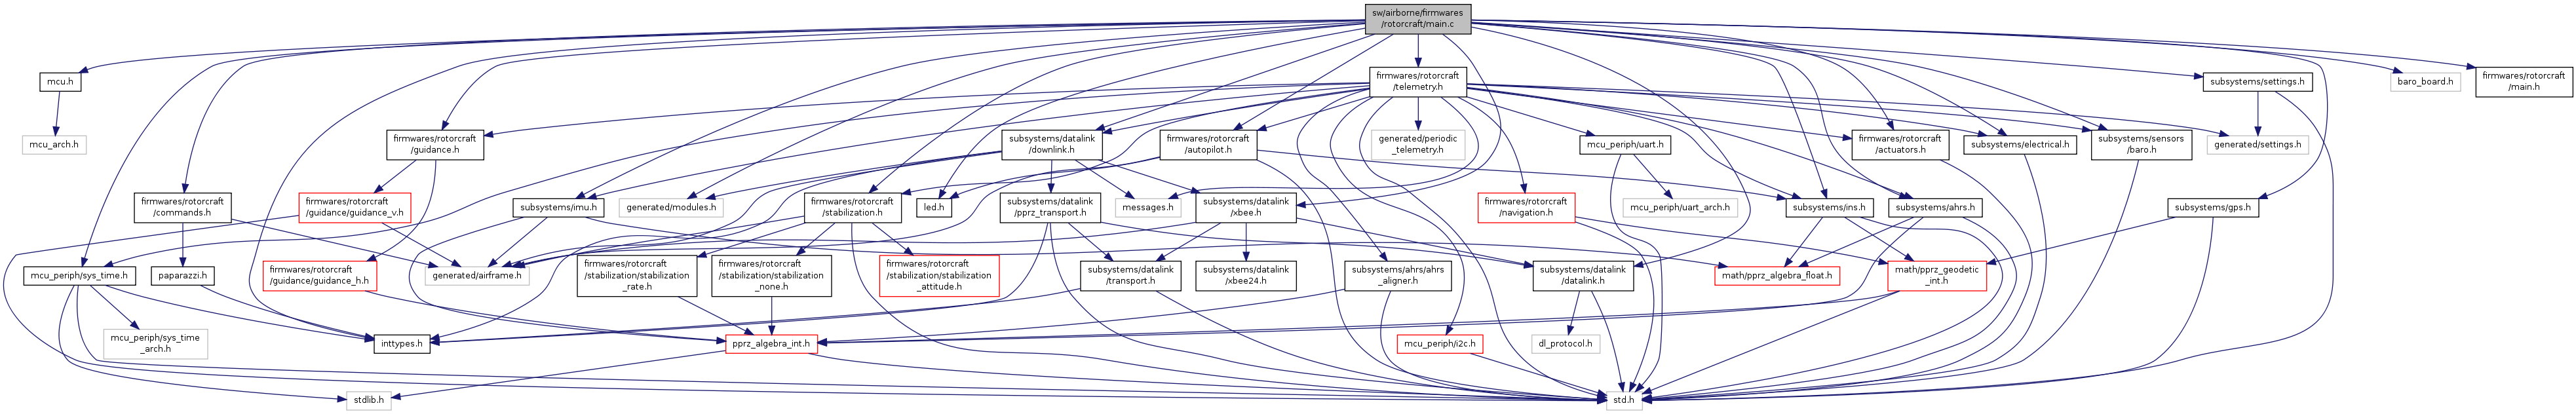 sw/airborne/firmwares
/rotorcraft/main.c
mcu.h
firmwares/rotorcraft
/telemetry.h
subsystems/settings.h
baro_board.h
firmwares/rotorcraft
/main.h
mcu_arch.h
firmwares/rotorcraft
/guidance.h
subsystems/datalink
/downlink.h
firmwares/rotorcraft
/autopilot.h
generated/periodic
_telemetry.h
mcu_periph/uart.h
firmwares/rotorcraft
/actuators.h
subsystems/electrical.h
subsystems/sensors
/baro.h
generated/settings.h
firmwares/rotorcraft
/commands.h
firmwares/rotorcraft
/guidance/guidance_v.h
subsystems/imu.h
generated/modules.h
firmwares/rotorcraft
/stabilization.h
led.h
subsystems/datalink
/pprz_transport.h
messages.h
subsystems/datalink
/xbee.h
firmwares/rotorcraft
/navigation.h
mcu_periph/uart_arch.h
subsystems/ins.h
subsystems/ahrs.h
subsystems/gps.h
mcu_periph/sys_time.h
paparazzi.h
firmwares/rotorcraft
/guidance/guidance_h.h
generated/airframe.h
firmwares/rotorcraft
/stabilization/stabilization
_rate.h
firmwares/rotorcraft
/stabilization/stabilization
_none.h
firmwares/rotorcraft
/stabilization/stabilization
_attitude.h
subsystems/datalink
/transport.h
subsystems/datalink
/xbee24.h
subsystems/ahrs/ahrs
_aligner.h
subsystems/datalink
/datalink.h
math/pprz_algebra_float.h
math/pprz_geodetic
_int.h
mcu_periph/sys_time
_arch.h
inttypes.h
pprz_algebra_int.h
mcu_periph/i2c.h
dl_protocol.h
stdlib.h
std.h